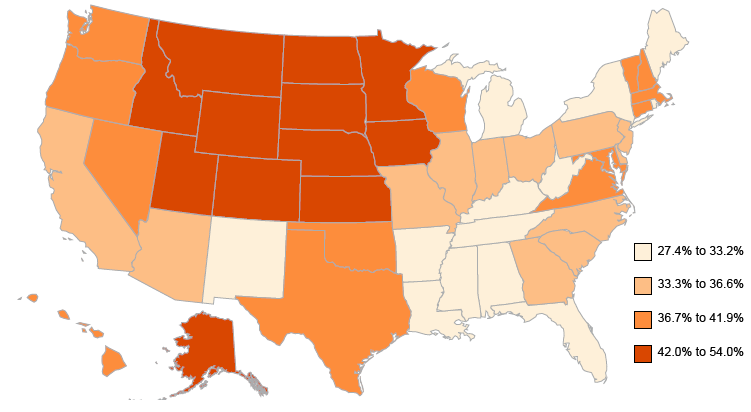 27.4% to 33.2%
33.3% to 36.6%
36.7% to 41.9%
42.0% to 54.0%